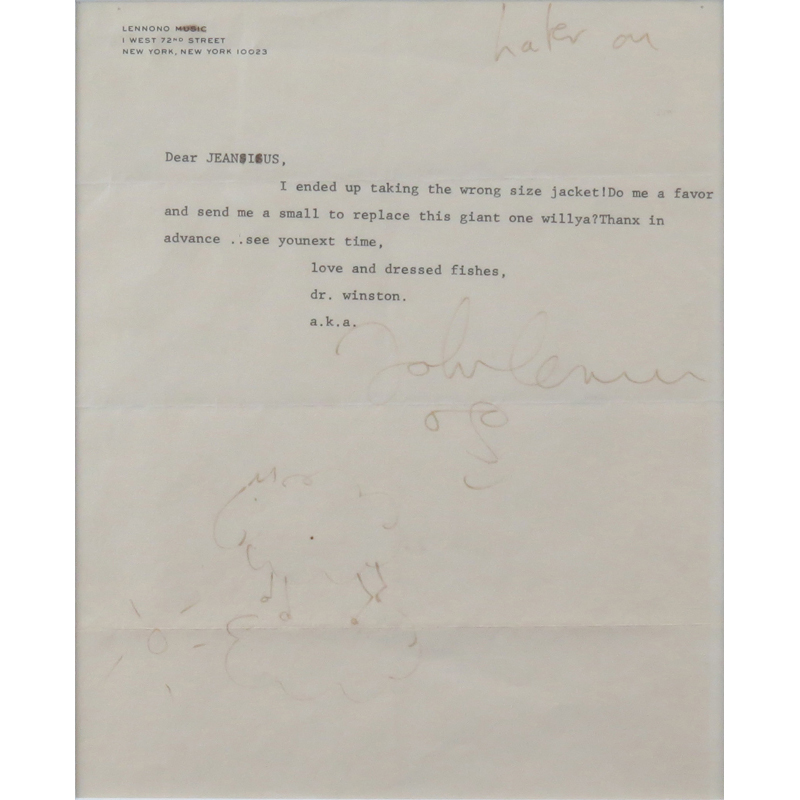 LENNONO MUSIC
1 WEST 72ND STREET
NEW YORK, NEW YORK 10023
Later on
Dear JEANSIUS,
I ended up taking the wrong size jacket!Do me a favor
and send me a small to replace this giant one willya?Thanx in
advance ..see younext time,
love and dressed fishes,
dr. winston.
a.k.a.
John Lennon